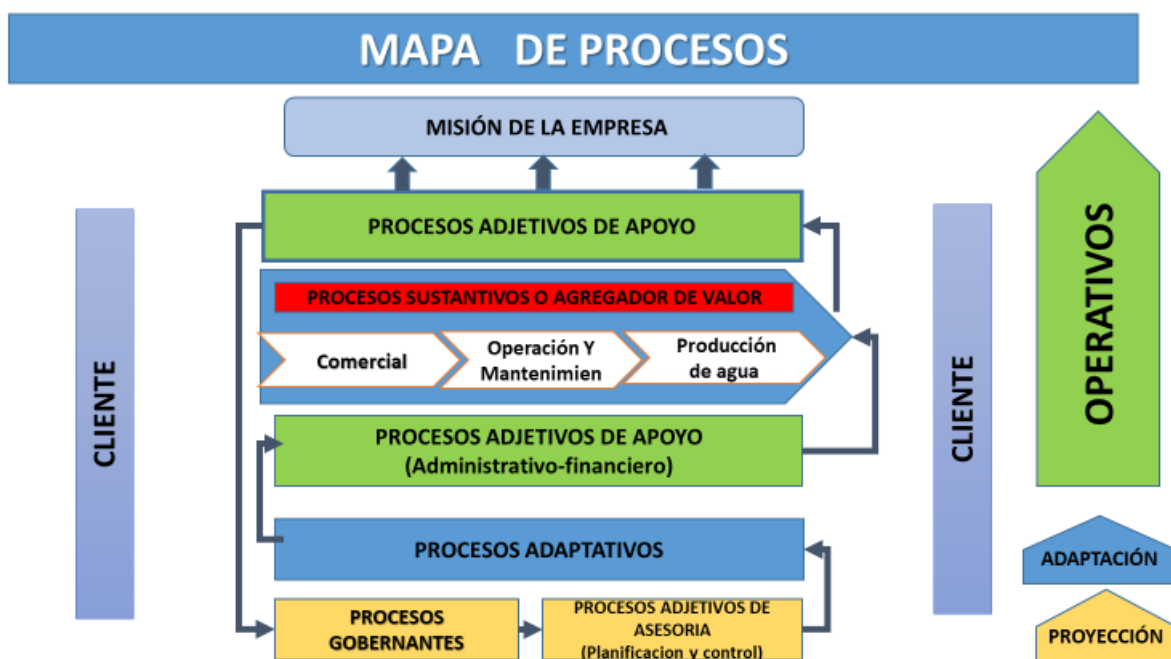 MAPA DE PROCESOS
MISIÓN DE LA EMPRESA
PROCESOS ADJETIVOS DE APOYO
PROCESOS SUSTANTIVOS O AGREGADOR DE VALOR
Comercial
Operación Y
Mantenimien
Producción
de agua
PROCESOS ADJETIVOS DE APOYO
(Administrativo-financiero)
PROCESOS ADAPTATIVOS
PROCESOS
GOBERNANTES
PROCESOS ADJETIVOS DE
ASESORIA
(Planificacion y control)
CLIENTE
CLIENTE
OPERATIVOS
ADAPTACIÓN
PROYECCIÓN